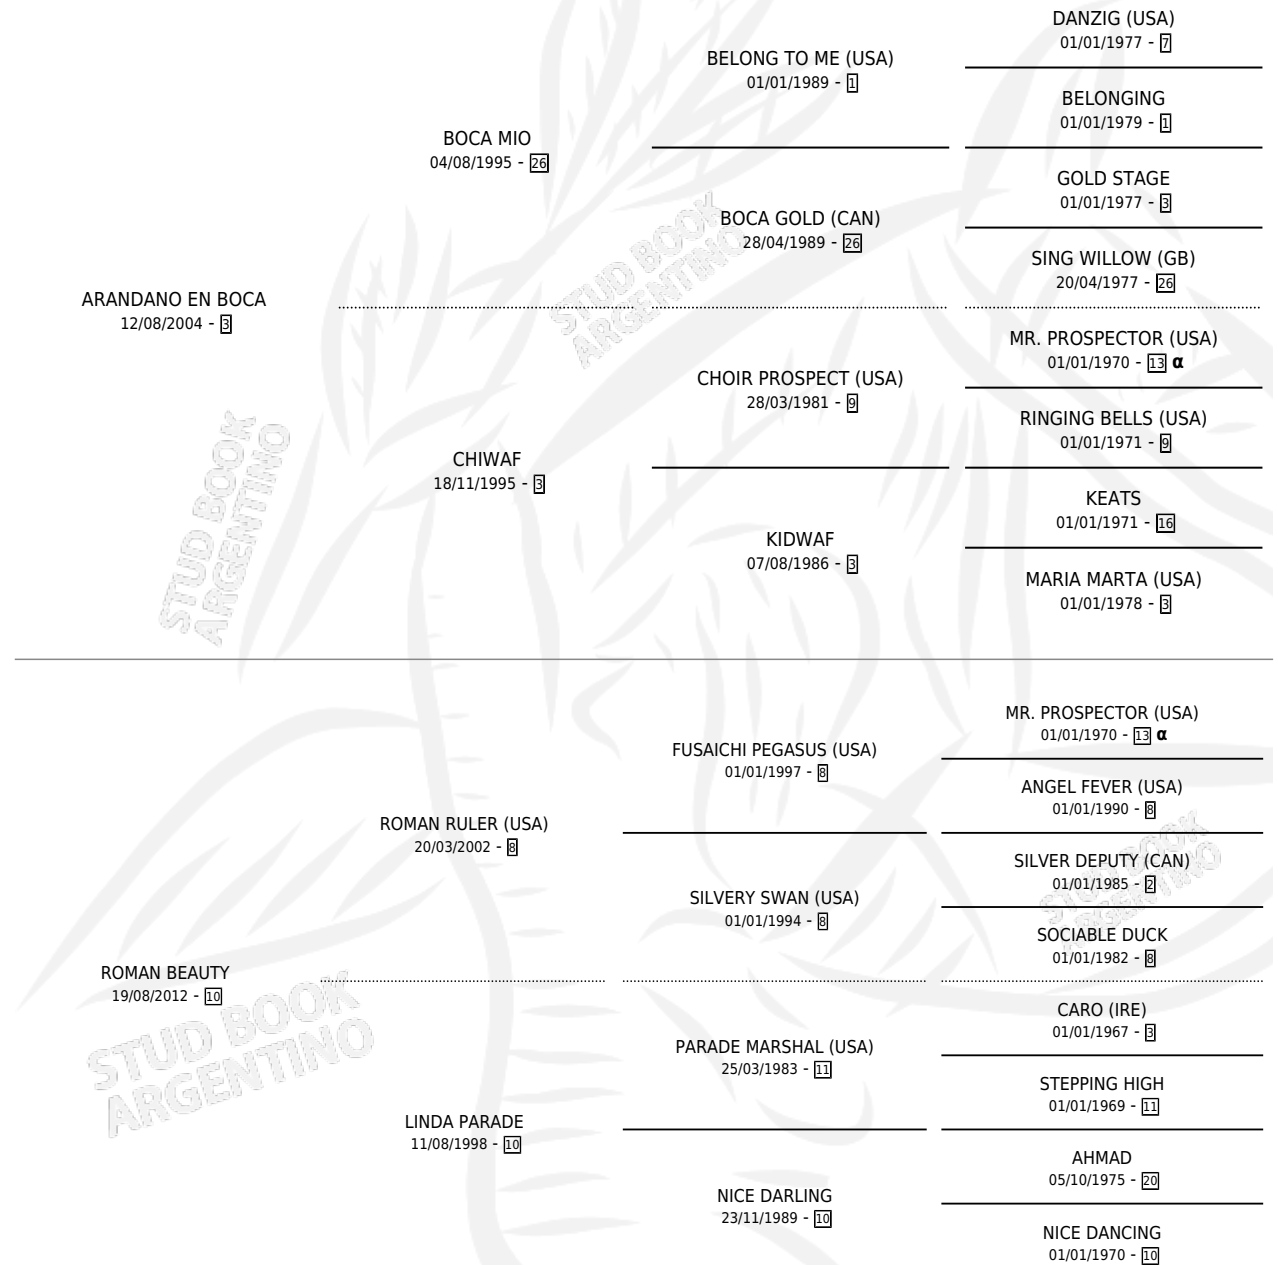 DANZIG (USA)
01/01/1977 - 7
BELONG TO ME (USA)
01/01/1989 - 1
BELONGING
01/01/1979 - 1
BOCA MIO
04/08/1995 - 26
GOLD STAGE
01/01/1977 - 3
BOCA GOLD (CAN)
28/04/1989 - 26
SING WILLOW (GB)
20/04/1977 - 26
ARANDANO EN BOCA
12/08/2004 - 3
MR. PROSPECTOR (USA)
01/01/1970 - 13 α
CHOIR PROSPECT (USA)
28/03/1981 - 9
RINGING BELLS (USA)
01/01/1971 - 9
CHIWAF
18/11/1995 - 3
KEATS
01/01/1971 - 16
KIDWAF
07/08/1986 - 3
MARIA MARTA (USA)
01/01/1978 - 3
STUD BOOK
ARGENTINO
STUD BOOK
ARGENTINO
MR. PROSPECTOR (USA)
01/01/1970 - 13 α
FUSAICHI PEGASUS (USA)
01/01/1997 - 8
ANGEL FEVER (USA)
01/01/1990 - 8
ROMAN RULER (USA)
20/03/2002 - 8
SILVER DEPUTY (CAN)
01/01/1985 - 2
SILVERY SWAN (USA)
01/01/1994 - 8
SOCIABLE DUCK
01/01/1982 - 8
ROMAN BEAUTY
19/08/2012 - 10
CARO (IRE)
01/01/1967 - 3
PARADE MARSHAL (USA)
25/03/1983 - 11
STEPPING HIGH
01/01/1969 - 11
LINDA PARADE
11/08/1998 - 10
AHMAD
05/10/1975 - 20
NICE DARLING
23/11/1989 - 10
NICE DANCING
01/01/1970 - 10
STUD BOOK
ARGENTINO
STUD BOOK
ARGENTINO